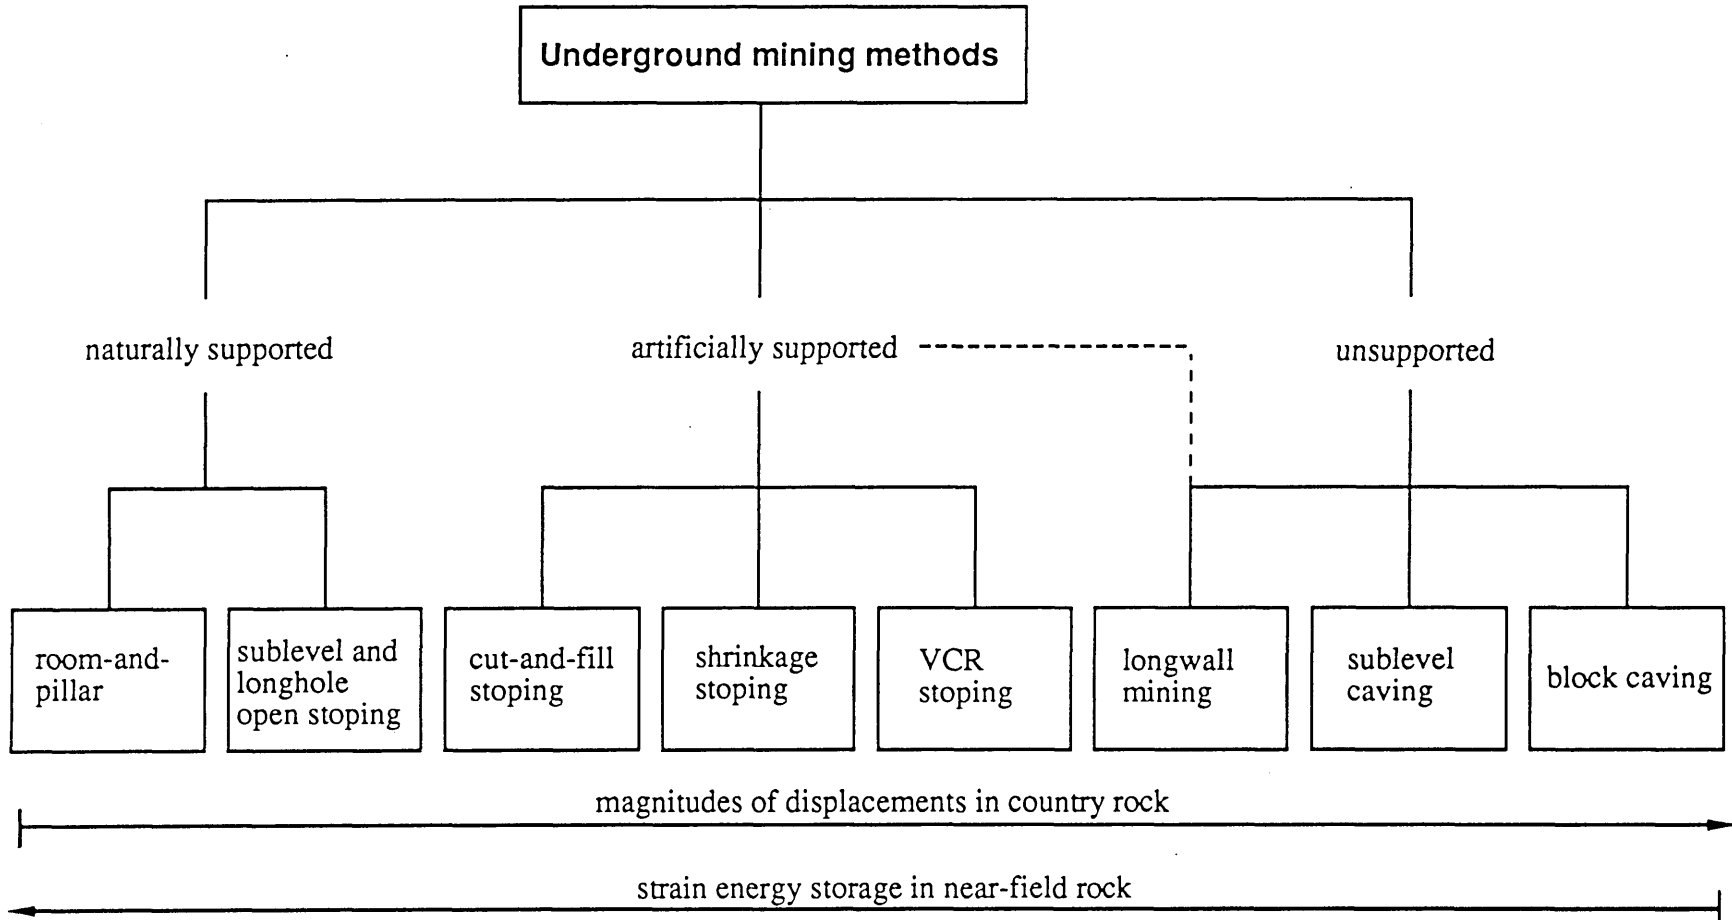 Underground mining methods
naturally supported
artificially supported
unsupported
room-and-
pillar
sublevel and
longhole
open stoping
cut-and-fill
stoping
shrinkage
stoping
VCR
stoping
longwall
mining
sublevel
caving
block caving
magnitudes of displacements in country rock
strain energy storage in near-field rock